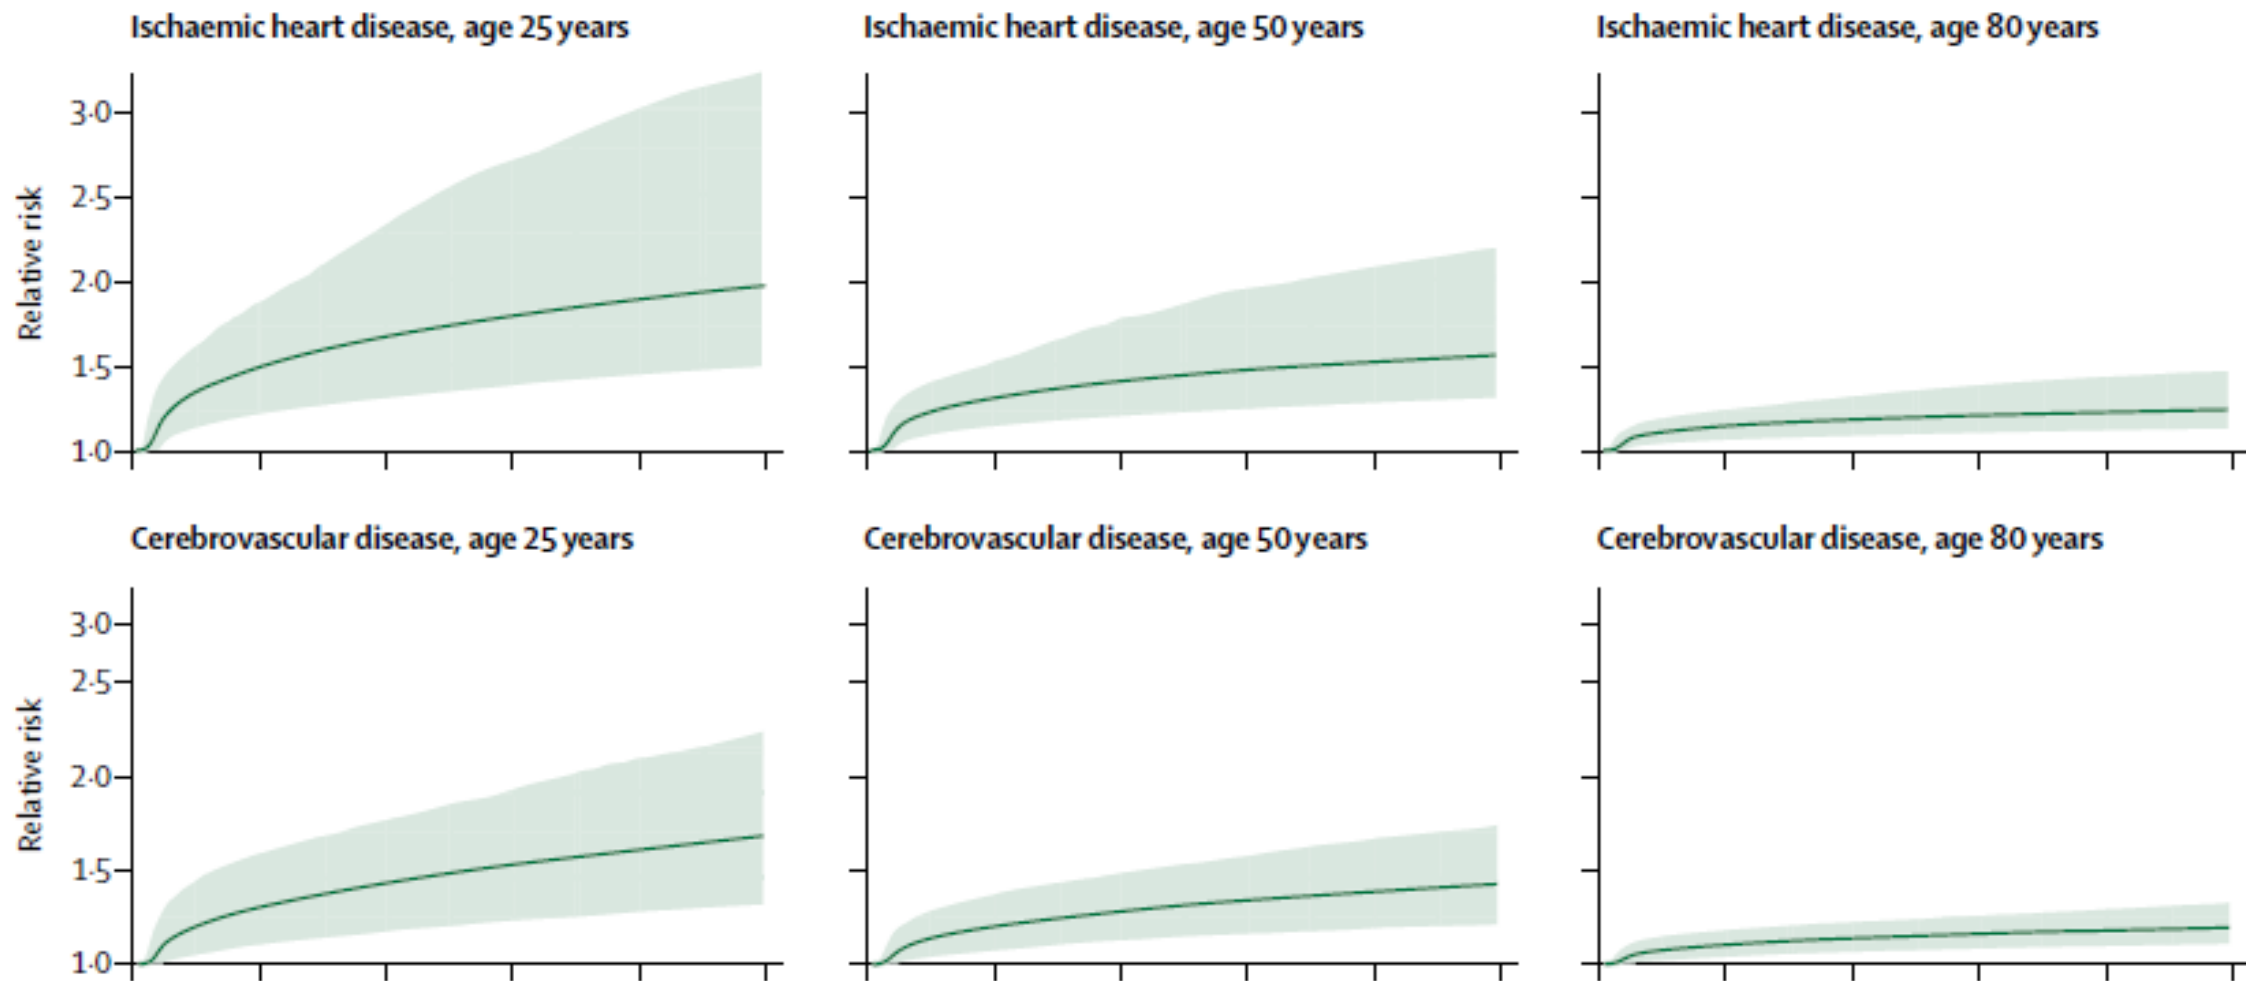 Ischaemic heart disease, age 25 years
Ischaemic heart disease, age 50 years
Ischaemic heart disease, age 80 years
3·0
2·5
2·0
1·5
1·0
Relative risk
Cerebrovascular disease, age 25 years
Cerebrovascular disease, age 50 years
Cerebrovascular disease, age 80 years
3·0
2·5
2·0
1·5
1·0
Relative risk